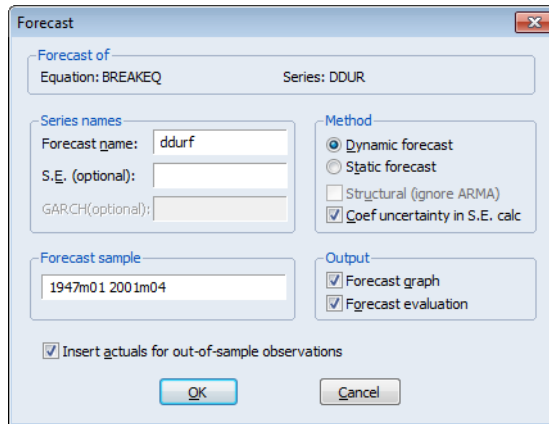 Forecast
Forecast of
Equation: BREAKEQ Series: DDUR
Series names
Forecast name: ddurf
S.E. (optional):
GARCH(optional):
Method
Dynamic forecast
Static forecast
Structural (ignore ARMA)
Coef uncertainty in S.E. calc
Forecast sample
1947m01 2001m04
Output
Forecast graph
Forecast evaluation
Insert actuals for out-of-sample observations
OK Cancel